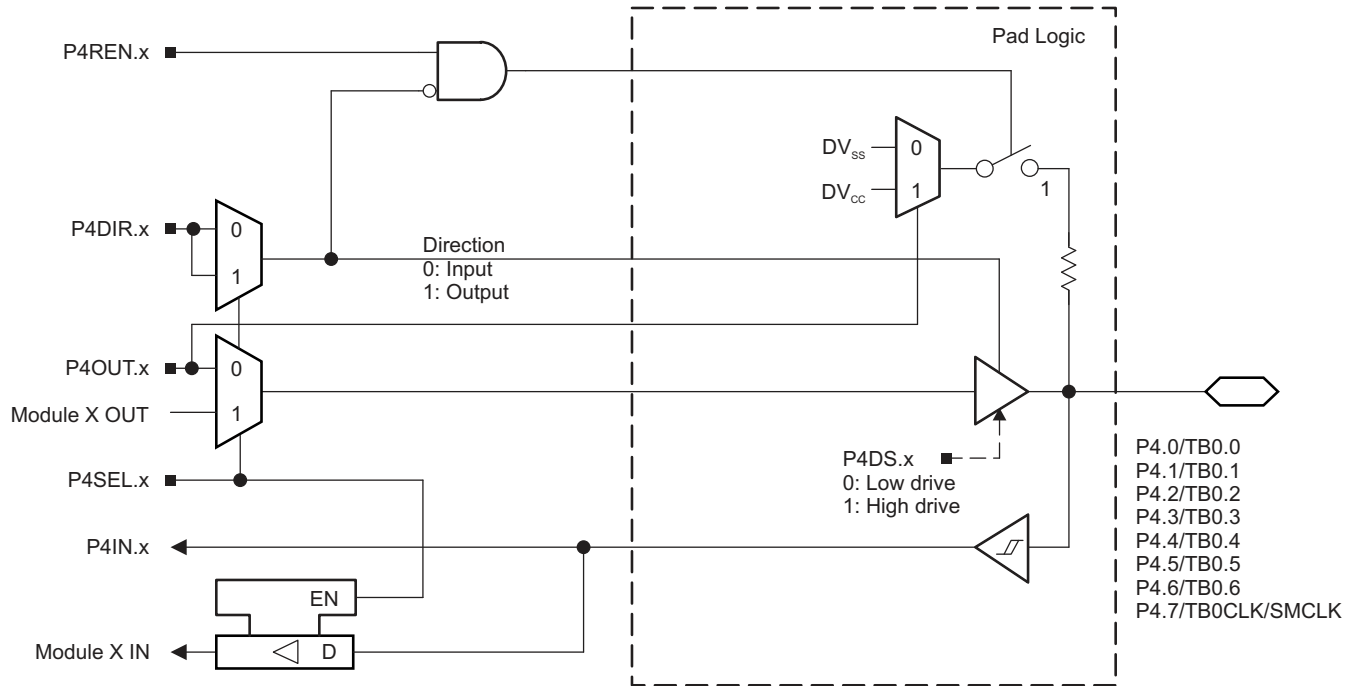 Pad Logic
P4REN.x
DVSS
0
DVCC
1
1
P4DIR.x
0
1
Direction
0: Input
1: Output
P4OUT.x
0
Module X OUT
1
P4SEL.x
P4DS.x
0: Low drive
1: High drive
P4.0/TB0.0
P4.1/TB0.1
P4.2/TB0.2
P4.3/TB0.3
P4.4/TB0.4
P4.5/TB0.5
P4.6/TB0.6
P4.7/TB0CLK/SMCLK
P4IN.x
EN
Module X IN
D